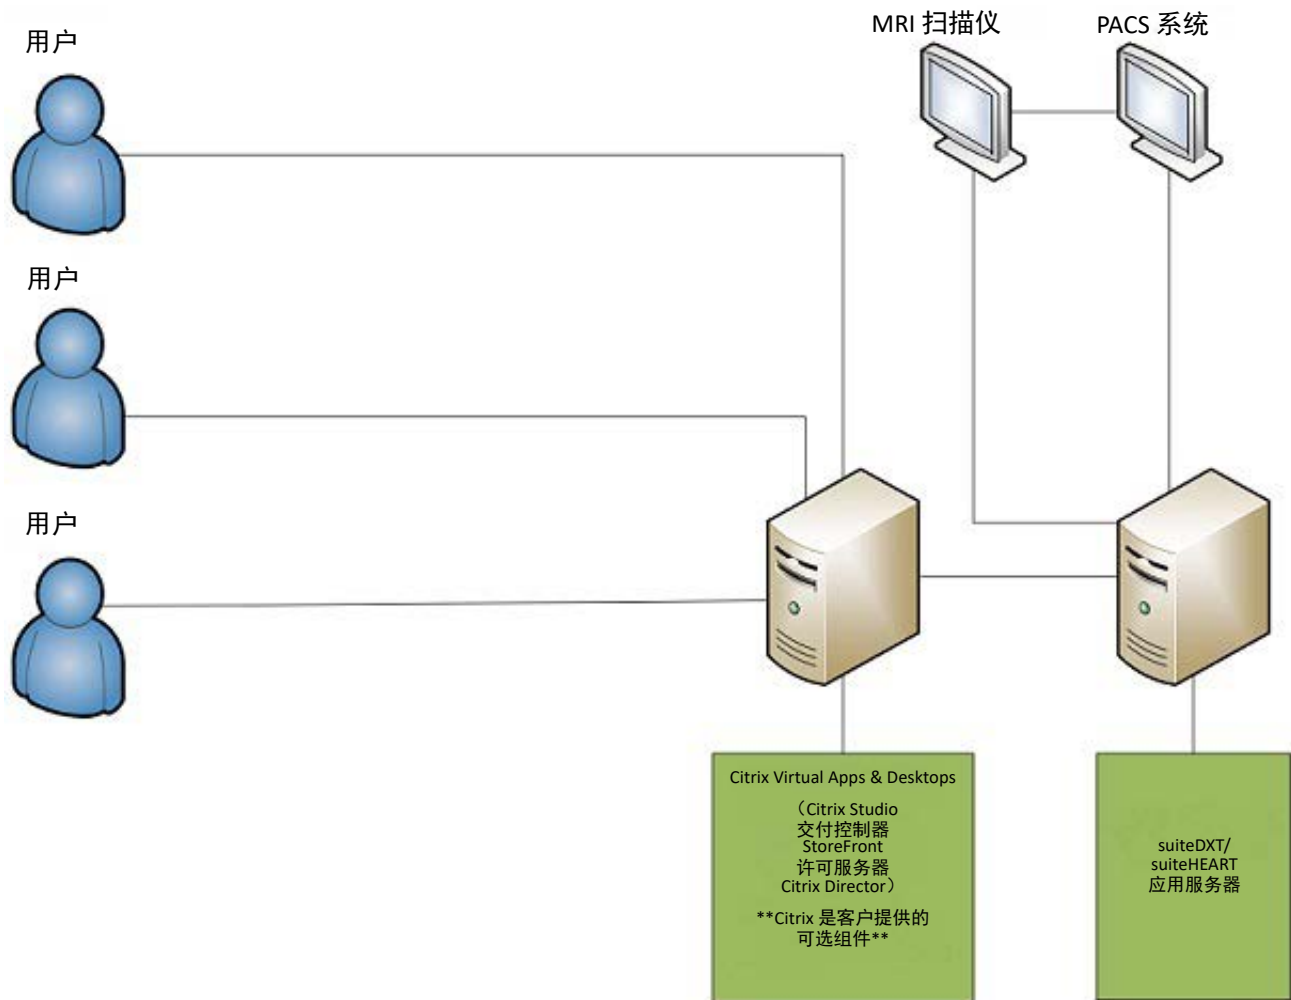 用户
MRI 扫描仪
PACS 系统
用户
用户
Citrix Virtual Apps & Desktops
（Citrix Studio
交付控制器
StoreFront
许可服务器
Citrix Director）
**Citrix 是客户提供的
可选组件**
suiteDXT/
suiteHEART
应用服务器